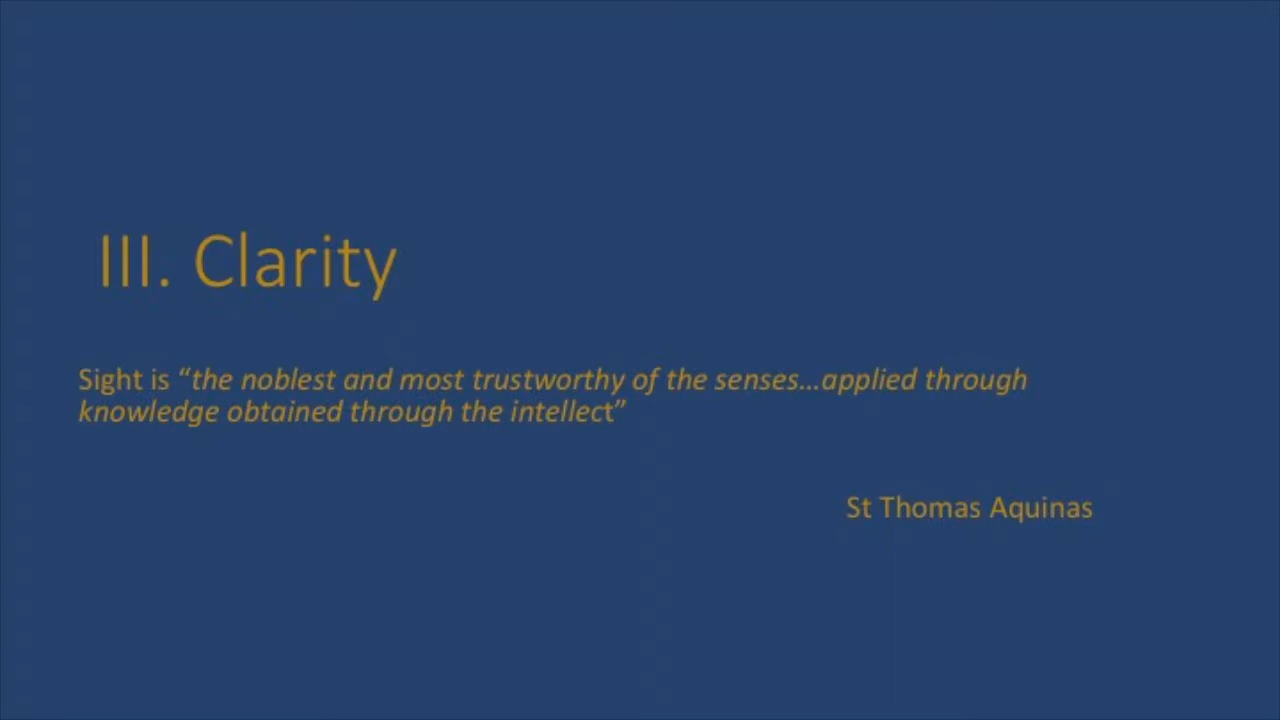 III. Clarity
Sight is “the noblest and most trustworthy of the senses…applied through
knowledge obtained through the intellect”
St Thomas Aquinas